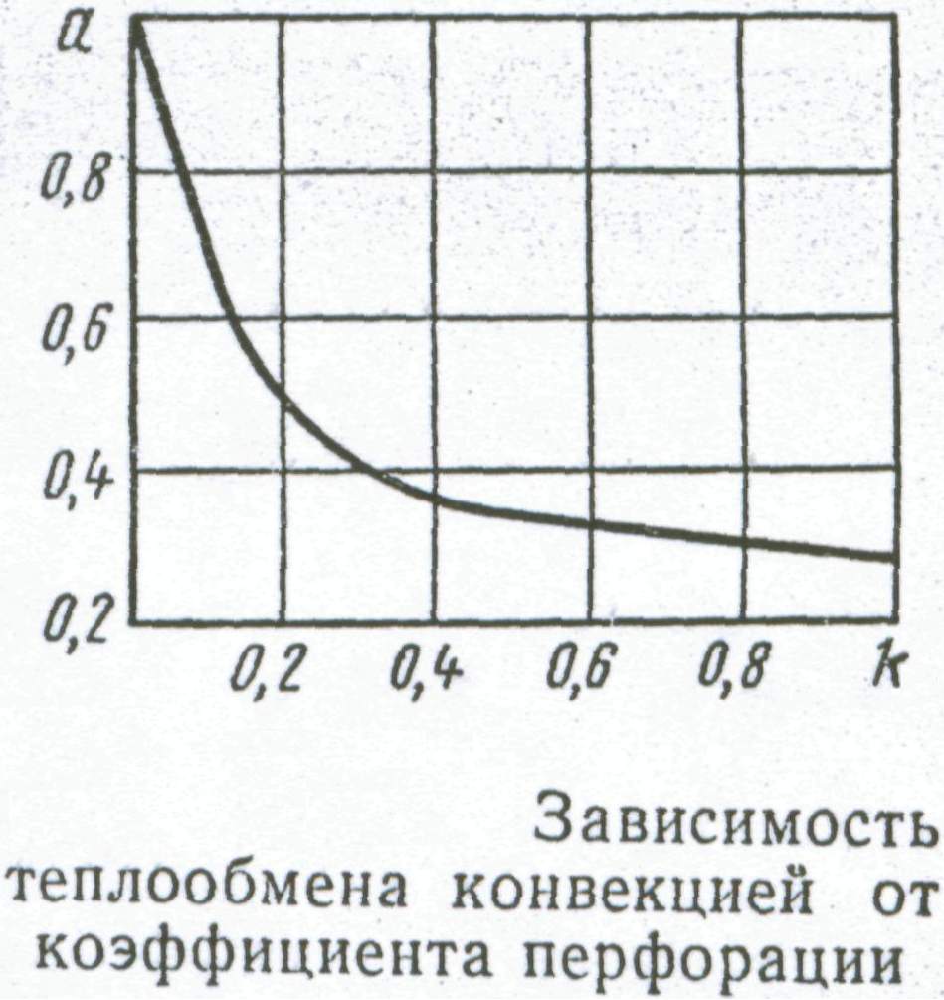 a
0,8
0,6
0,4
0,2
0,2 0,4 0,6 0,8 k
Зависимость
теплообмена конвекцией от
коэффициента перфорации